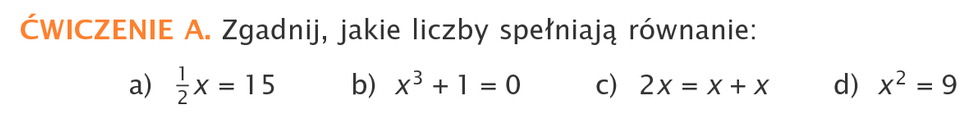 ĆWICZENIE A. Zgadnij, jakie liczby spełniają równanie:
a) ½x = 15 b) x³ + 1 = 0 c) 2x = x + x d) x² = 9